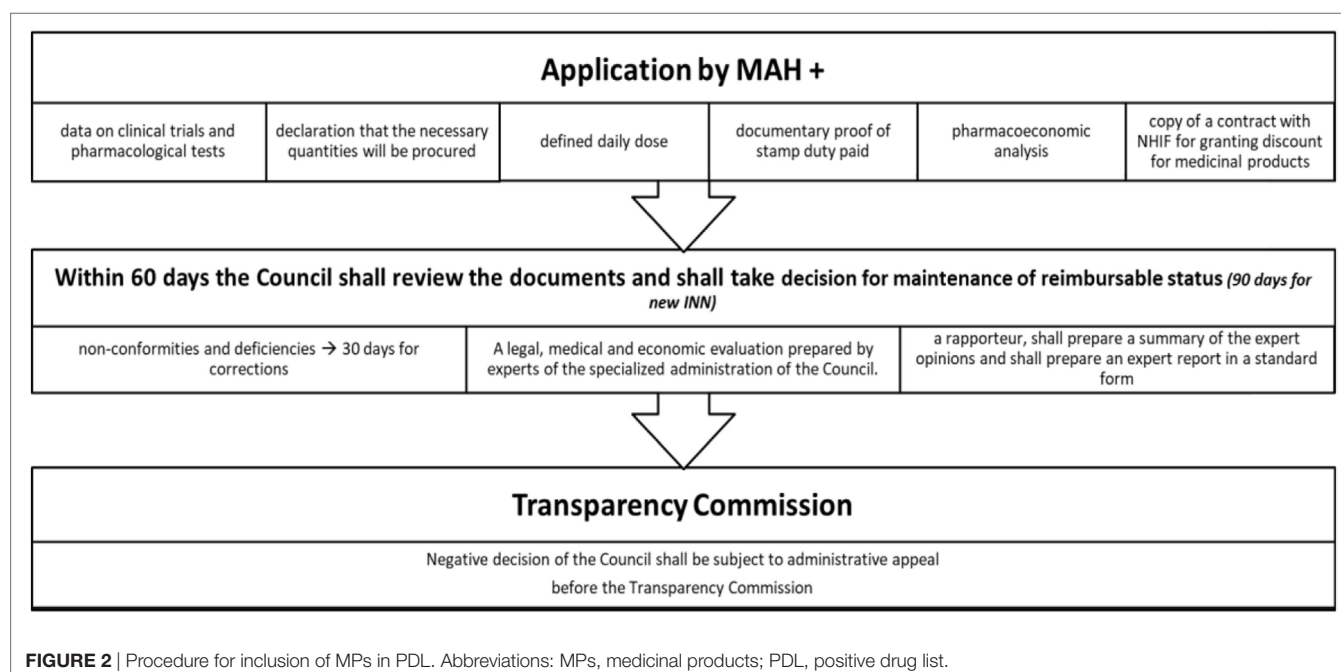 Application by MAH +
data on clinical trials and
pharmacological tests
declaration that the necessary
quantities will be procured
defined daily dose
documentary proof of
stamp duty paid
pharmacoeconomic
analysis
copy of a contract with
NHIF for granting discount
for medicinal products
Within 60 days the Council shall review the documents and shall take decision for maintenance of reimbursable status (90 days for
new INN)
non-conformities and deficiencies → 30 days for
corrections
A legal, medical and economic evaluation prepared by
experts of the specialized administration of the Council.
a rapporteur, shall prepare a summary of the expert
opinions and shall prepare an expert report in a standard
form
Transparency Commission
Negative decision of the Council shall be subject to administrative appeal
before the Transparency Commission
FIGURE 2 | Procedure for inclusion of MPs in PDL. Abbreviations: MPs, medicinal products; PDL, positive drug list.